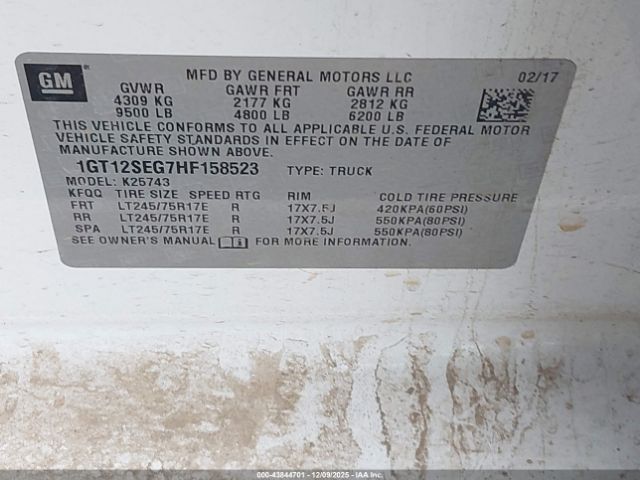 GM
MFD BY GENERAL MOTORS LLC 02/17
GVWR GAWR FRT GAWR RR
4309 KG 2177 KG 2812 KG
9500 LB 4800 LB 6200 LB
THIS VEHICLE CONFORMS TO ALL APPLICABLE U.S. FEDERAL MOTOR
VEHICLE SAFETY STANDARDS IN EFFECT ON THE DATE OF
MANUFACTURE SHOWN ABOVE.
1GT12SEG7HF158523 TYPE: TRUCK
MODEL: K25743
KFQQ TIRE SIZE SPEED RTG RIM COLD TIRE PRESSURE
FRT LT245/75R17E R 17X7.5J 420KPA(60PSI)
RR LT245/75R17E R 17X7.5J 550KPA(80PSI)
SPA LT245/75R17E R 17X7.5J 550KPA(80PSI)
SEE OWNER'S MANUAL FOR MORE INFORMATION.
000-43844701 - 12/09/2025 - IAA Inc.